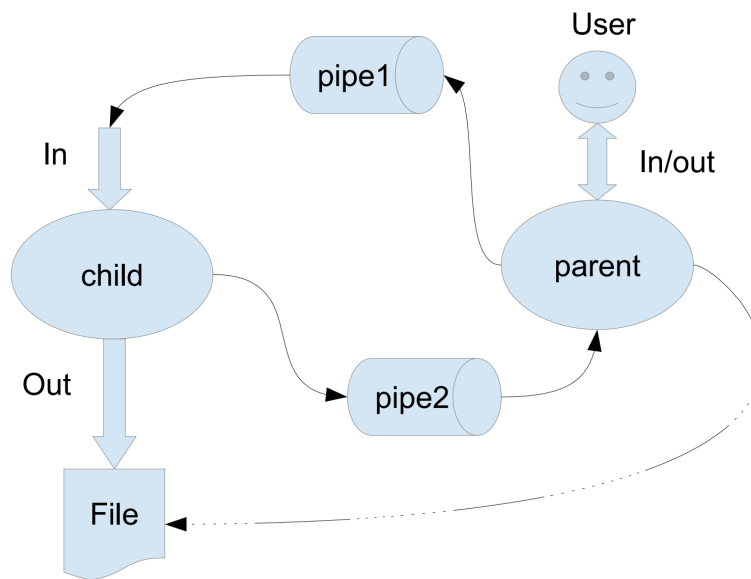 User
pipe1
In
In/out
child
parent
Out
pipe2
File